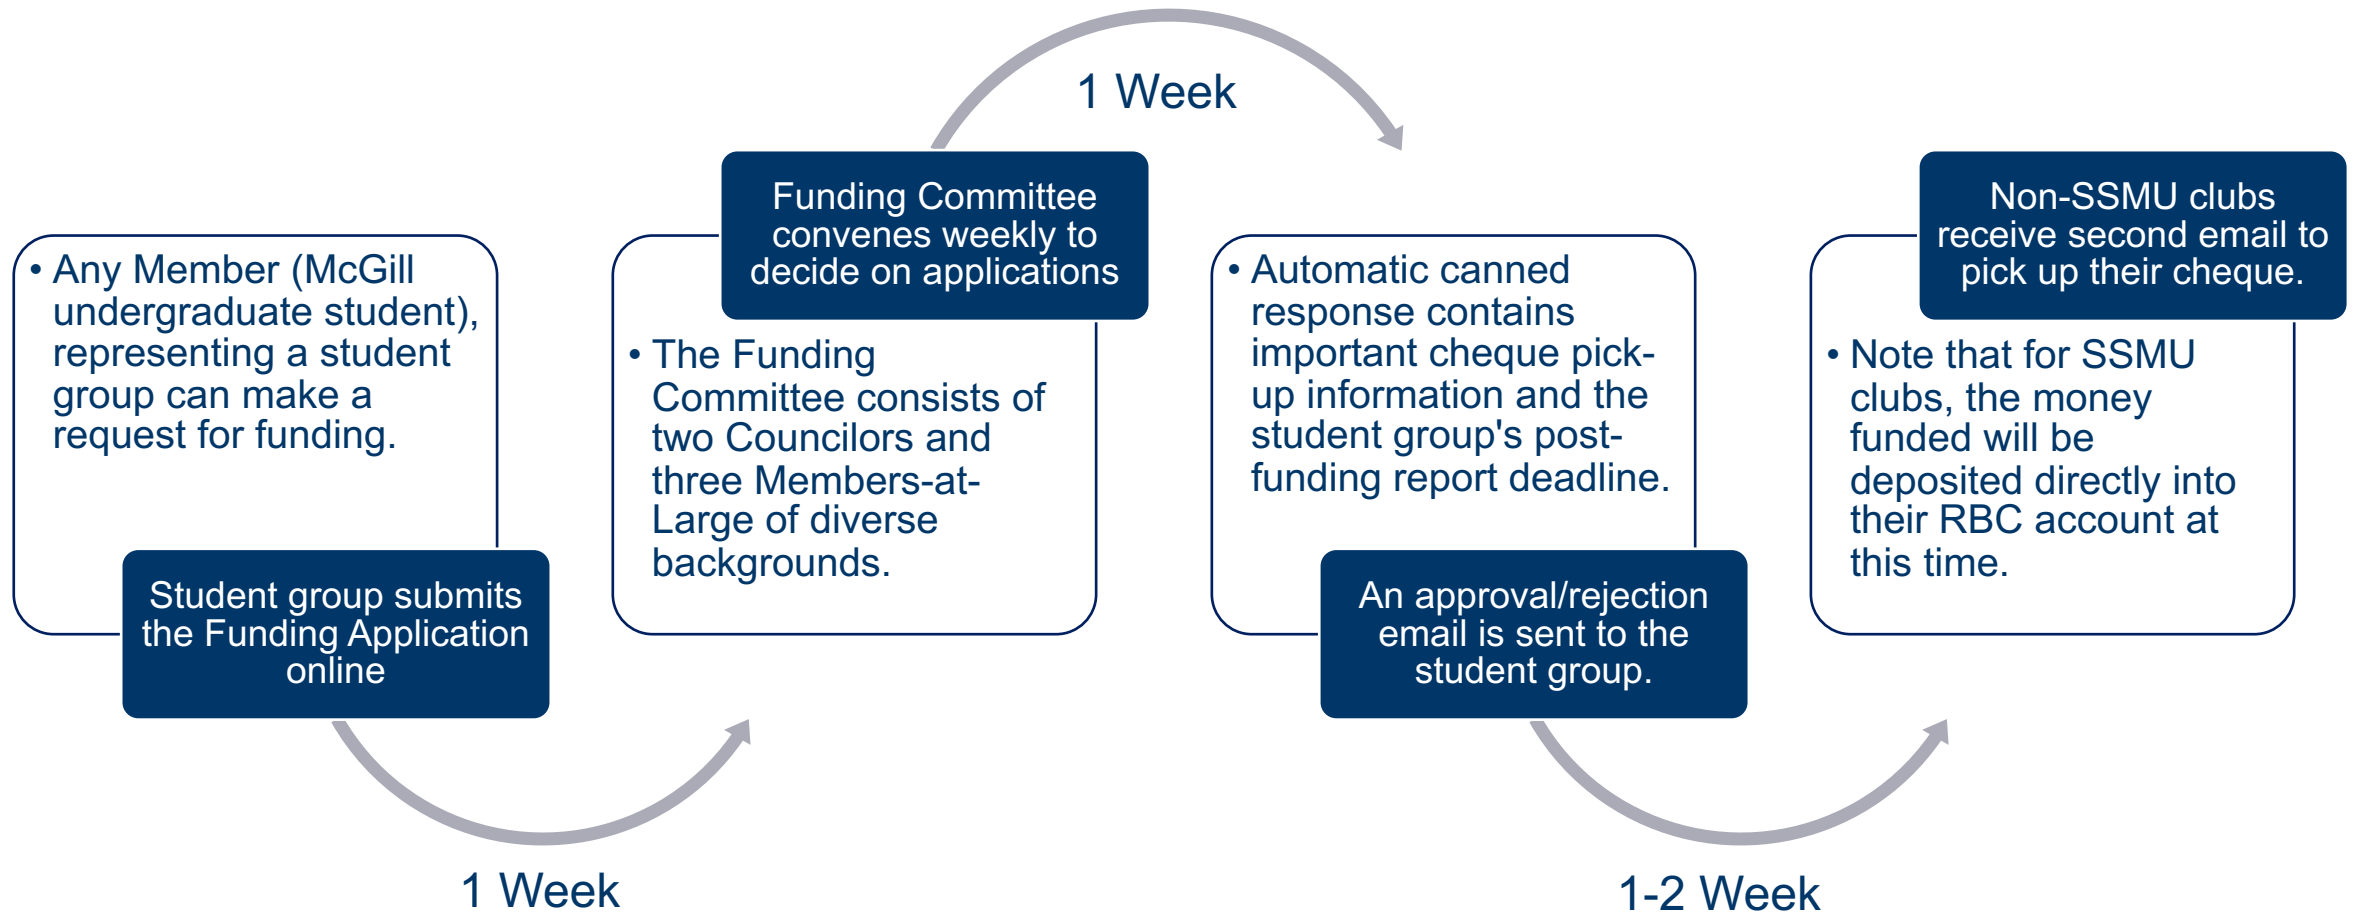 • Any Member (McGill
undergraduate student),
representing a student
group can make a
request for funding.
Student group submits
the Funding Application
online
1 Week
Funding Committee
convenes weekly to
decide on applications
• The Funding
Committee consists of
two Councilors and
three Members-at-
Large of diverse
backgrounds.
1 Week
• Automatic canned
response contains
important cheque pick-
up information and the
student group's post-
funding report deadline.
An approval/rejection
email is sent to the
student group.
1-2 Week
Non-SSMU clubs
receive second email to
pick up their cheque.
• Note that for SSMU
clubs, the money
funded will be
deposited directly into
their RBC account at
this time.